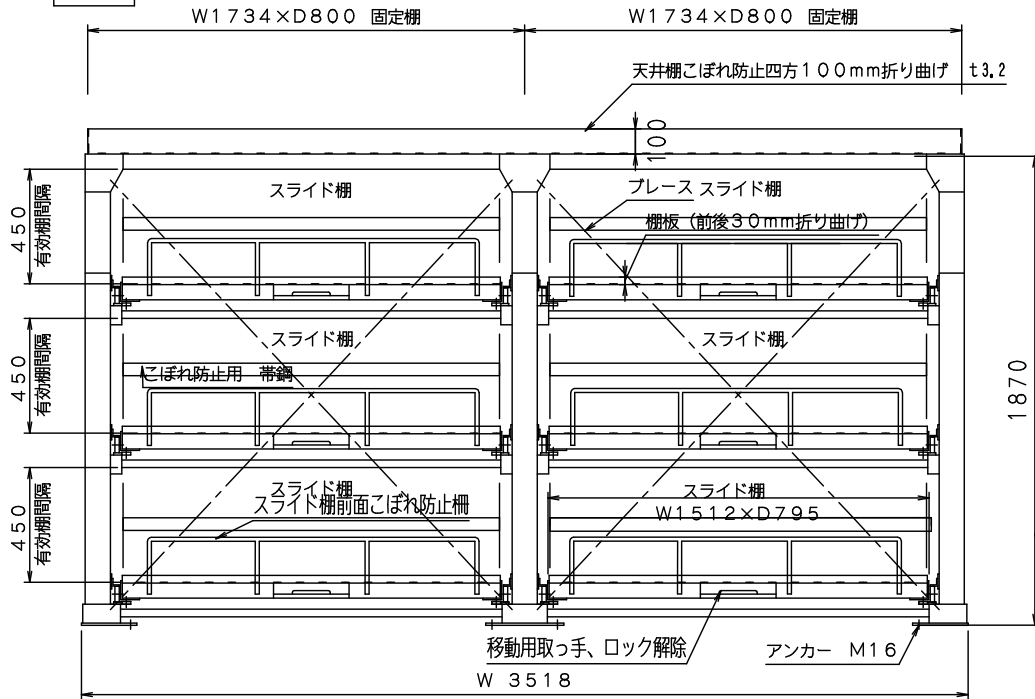 W1734×D800 固定棚
W1734×D800 固定棚
天井棚こぼれ防止四方100mm折り曲げ t3.2
100
スライド棚
ブレース スライド棚
棚板（前後30mm折り曲げ）
450
有効棚間隔
スライド棚
スライド棚
こぼれ防止用 帯鋼
450
有効棚間隔
1870
スライド棚
スライド棚前面こぼれ防止柵
スライド棚
W1512×D795
450
有効棚間隔
移動用取っ手、ロック解除
アンカー M16
W 3518